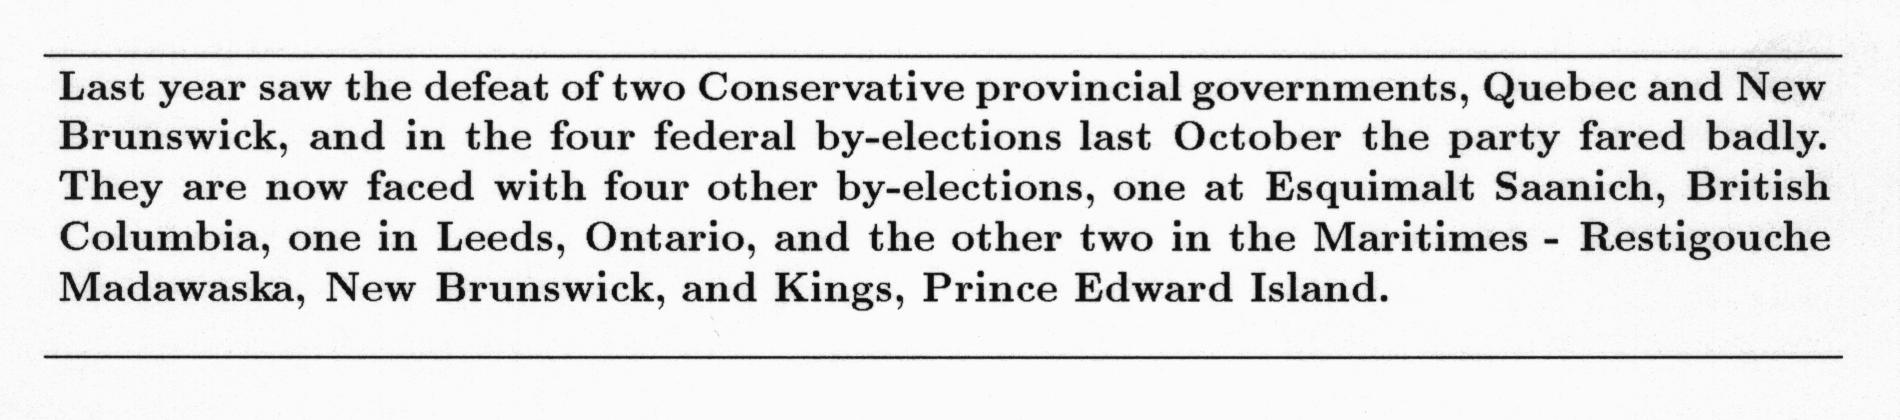 Last year saw the defeat of two Conservative provincial governments, Quebec and New
Brunswick, and in the four federal by-elections last October the party fared badly.
They are now faced with four other by-elections, one at Esquimalt Saanich, British
Columbia, one in Leeds, Ontario, and the other two in the Maritimes - Restigouche
Madawaska, New Brunswick, and Kings, Prince Edward Island.